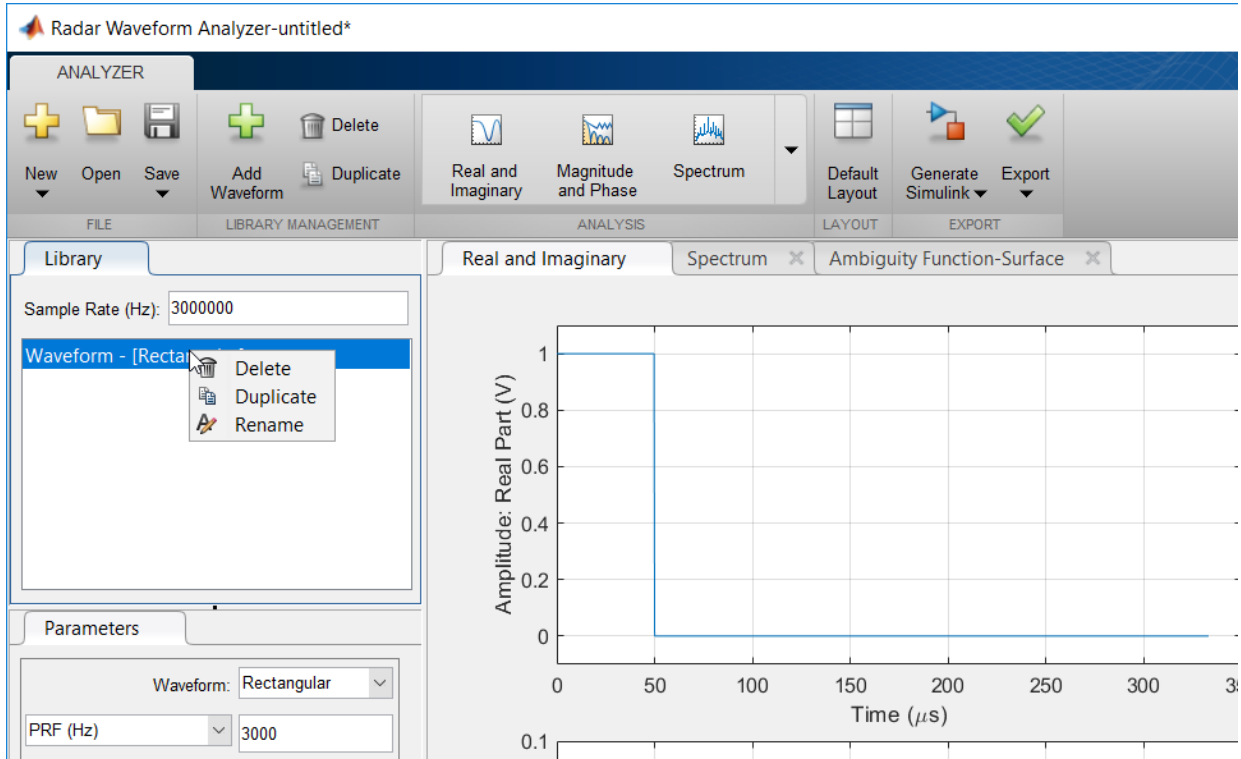 Radar Waveform Analyzer-untitled*
ANALYZER
New
Open
Save
Add
Waveform
Delete
Duplicate
Real and
Imaginary
Magnitude
and Phase
Spectrum
Default
Layout
Generate
Simulink
Export
FILE
LIBRARY MANAGEMENT
ANALYSIS
LAYOUT
EXPORT
Library
Sample Rate (Hz): 3000000
Waveform - [Recta
Delete
Duplicate
Rename
Parameters
Waveform: Rectangular
PRF (Hz) 3000
Real and Imaginary
Spectrum
Ambiguity Function-Surface
Amplitude: Real Part (V)
1
0.8
0.6
0.4
0.2
0
0 50 100 150 200 250 300
Time (μs)
0.1